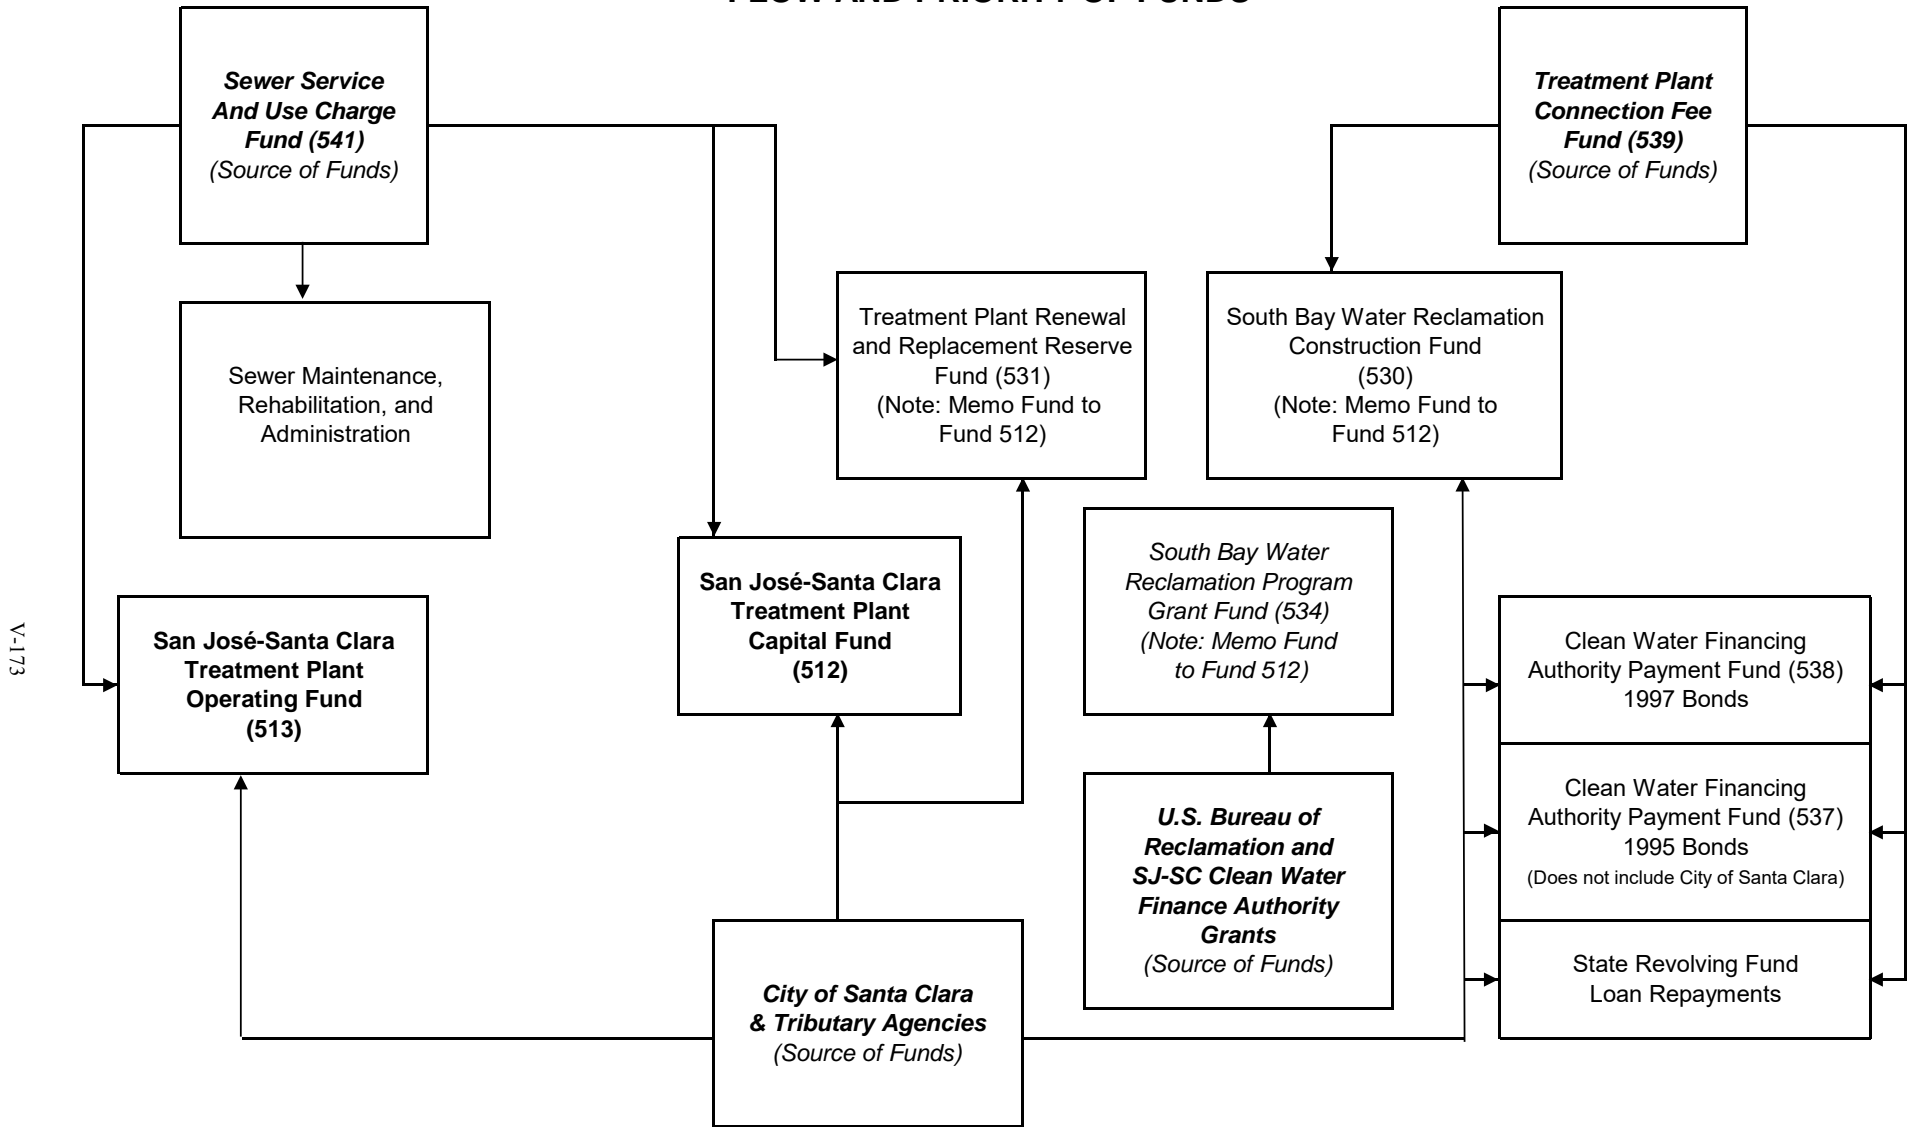 FLOW AND PRIORITY OF FUNDS
Sewer Service
And Use Charge
Fund (541)
(Source of Funds)
Treatment Plant
Connection Fee
Fund (539)
(Source of Funds)
Sewer Maintenance,
Rehabilitation, and
Administration
Treatment Plant Renewal
and Replacement Reserve
Fund (531)
(Note: Memo Fund to
Fund 512)
South Bay Water Reclamation
Construction Fund
(530)
(Note: Memo Fund to
Fund 512)
San José-Santa Clara
Treatment Plant
Operating Fund
(513)
San José-Santa Clara
Treatment Plant
Capital Fund
(512)
South Bay Water
Reclamation Program
Grant Fund (534)
(Note: Memo Fund
to Fund 512)
Clean Water Financing
Authority Payment Fund (538)
1997 Bonds
Clean Water Financing
Authority Payment Fund (537)
1995 Bonds
(Does not include City of Santa Clara)
State Revolving Fund
Loan Repayments
U.S. Bureau of
Reclamation and
SJ-SC Clean Water
Finance Authority
Grants
(Source of Funds)
City of Santa Clara
& Tributary Agencies
(Source of Funds)
V-173